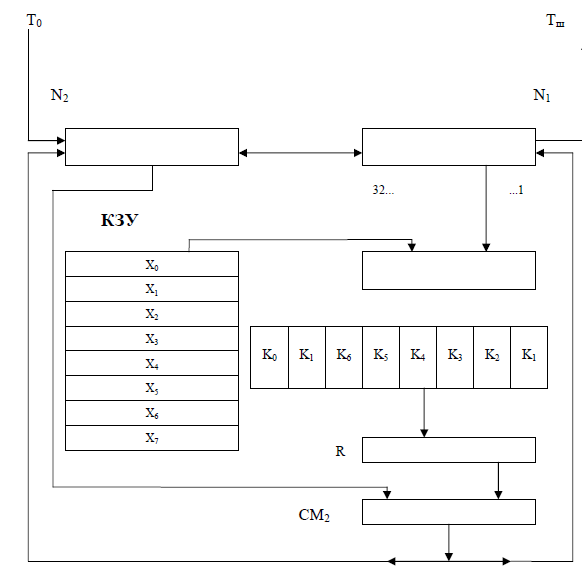 T₀ Tш
N₂ N₁
32... ...1
КЗУ
X₀
X₁
X₂
X₃
X₄
X₅
X₆
X₇
K₀ K₁ K₆ K₅ K₄ K₃ K₂ K₁
R
СМ₂